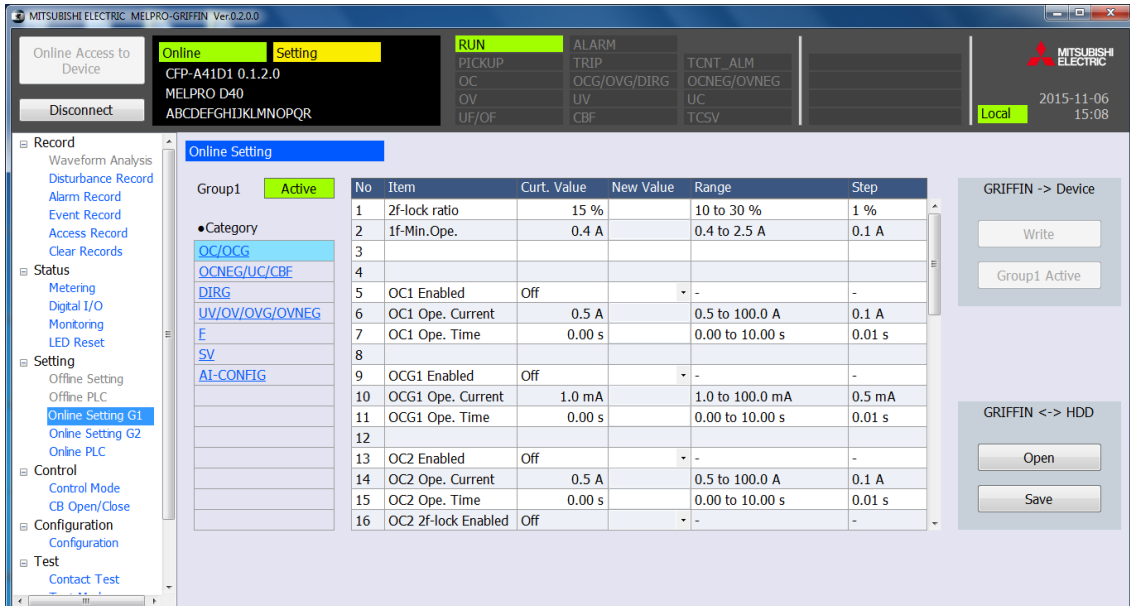 MITSUBISHI ELECTRIC MELPRO-GRIFFIN Ver.0.2.0.0
Online Access to Device
Disconnect
Online Setting
CFP-A41D1 0.1.2.0
MELPRO D40
ABCDEFGHIJKLMNOPQR
RUN ALARM
PICKUP TRIP TCNT_ALM
OC OCG/OVG/DIRG OCNEG/OVNEG
OV UV UC
UF/OF CBF TCSV
MITSUBISHI
ELECTRIC
2015-11-06
Local 15:08
Record
Waveform Analysis
Disturbance Record
Alarm Record
Event Record
Access Record
Clear Records
Status
Metering
Digital I/O
Monitoring
LED Reset
Setting
Offline Setting
Offline PLC
Online Setting G1
Online Setting G2
Online PLC
Control
Control Mode
CB Open/Close
Configuration
Configuration
Test
Contact Test
Online Setting
Group1 Active
●Category
OC/OCG
OCNEG/UC/CBF
DIRG
UV/OV/OVG/OVNEG
F
SV
AI-CONFIG
No Item Curt. Value New Value Range Step
1 2f-lock ratio 15 % 10 to 30 % 1 %
2 1f-Min.Ope. 0.4 A 0.4 to 2.5 A 0.1 A
3
4
5 OC1 Enabled Off - -
6 OC1 Ope. Current 0.5 A 0.5 to 100.0 A 0.1 A
7 OC1 Ope. Time 0.00 s 0.00 to 10.00 s 0.01 s
8
9 OCG1 Enabled Off - -
10 OCG1 Ope. Current 1.0 mA 1.0 to 100.0 mA 0.5 mA
11 OCG1 Ope. Time 0.00 s 0.00 to 10.00 s 0.01 s
12
13 OC2 Enabled Off - -
14 OC2 Ope. Current 0.5 A 0.5 to 100.0 A 0.1 A
15 OC2 Ope. Time 0.00 s 0.00 to 10.00 s 0.01 s
16 OC2 2f-lock Enabled Off - -
GRIFFIN -> Device
Write
Group1 Active
GRIFFIN <-> HDD
Open
Save